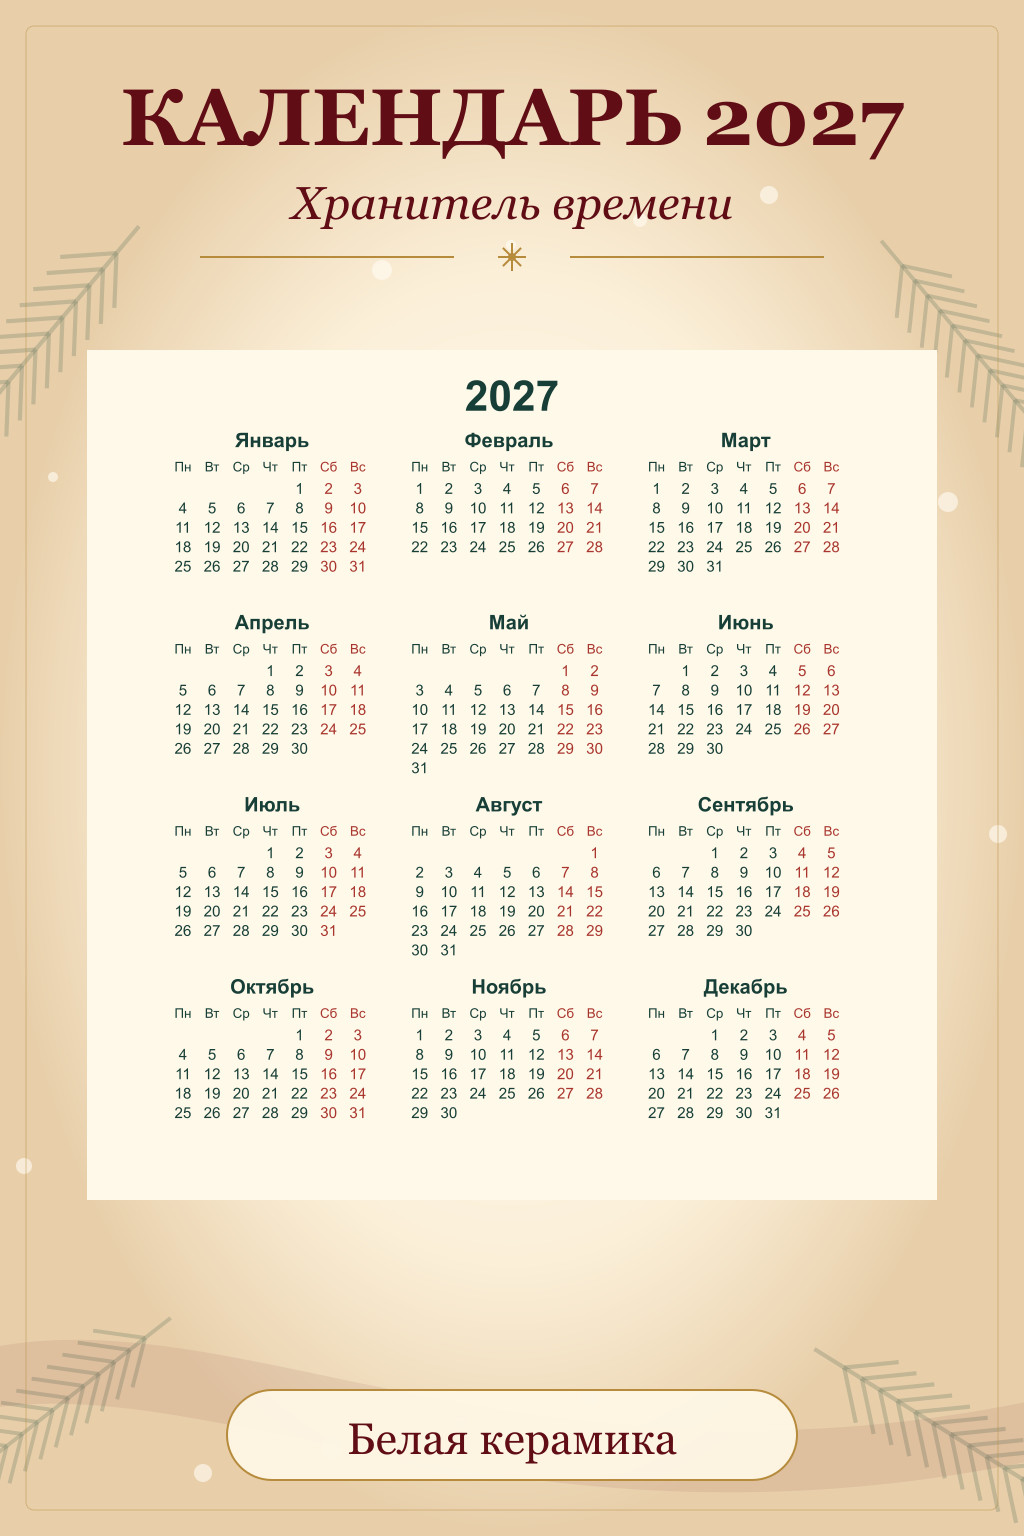 КАЛЕНДАРЬ 2027
Хранитель времени
2027
Январь Февраль Март
Пн Вт Ср Чт Пт Сб Вс Пн Вт Ср Чт Пт Сб Вс Пн Вт Ср Чт Пт Сб Вс
1 2 3 1 2 3 4 5 6 7 1 2 3 4 5 6 7
4 5 6 7 8 9 10 8 9 10 11 12 13 14 8 9 10 11 12 13 14
11 12 13 14 15 16 17 15 16 17 18 19 20 21 15 16 17 18 19 20 21
18 19 20 21 22 23 24 22 23 24 25 26 27 28 22 23 24 25 26 27 28
25 26 27 28 29 30 31 29 30 31
Апрель Май Июнь
Пн Вт Ср Чт Пт Сб Вс Пн Вт Ср Чт Пт Сб Вс Пн Вт Ср Чт Пт Сб Вс
1 2 3 4 1 2 1 2 3 4 5 6
5 6 7 8 9 10 11 3 4 5 6 7 8 9 7 8 9 10 11 12 13
12 13 14 15 16 17 18 10 11 12 13 14 15 16 14 15 16 17 18 19 20
19 20 21 22 23 24 25 17 18 19 20 21 22 23 21 22 23 24 25 26 27
26 27 28 29 30 24 25 26 27 28 29 30 28 29 30
31
Июль Август Сентябрь
Пн Вт Ср Чт Пт Сб Вс Пн Вт Ср Чт Пт Сб Вс Пн Вт Ср Чт Пт Сб Вс
1 2 3 4 1 1 2 3 4 5
5 6 7 8 9 10 11 2 3 4 5 6 7 8 6 7 8 9 10 11 12
12 13 14 15 16 17 18 9 10 11 12 13 14 15 13 14 15 16 17 18 19
19 20 21 22 23 24 25 16 17 18 19 20 21 22 20 21 22 23 24 25 26
26 27 28 29 30 31 23 24 25 26 27 28 29 27 28 29 30
30 31
Октябрь Ноябрь Декабрь
Пн Вт Ср Чт Пт Сб Вс Пн Вт Ср Чт Пт Сб Вс Пн Вт Ср Чт Пт Сб Вс
1 2 3 1 2 3 4 5 6 7 1 2 3 4 5
4 5 6 7 8 9 10 8 9 10 11 12 13 14 6 7 8 9 10 11 12
11 12 13 14 15 16 17 15 16 17 18 19 20 21 13 14 15 16 17 18 19
18 19 20 21 22 23 24 22 23 24 25 26 27 28 20 21 22 23 24 25 26
25 26 27 28 29 30 31 29 30 27 28 29 30 31
Белая керамика